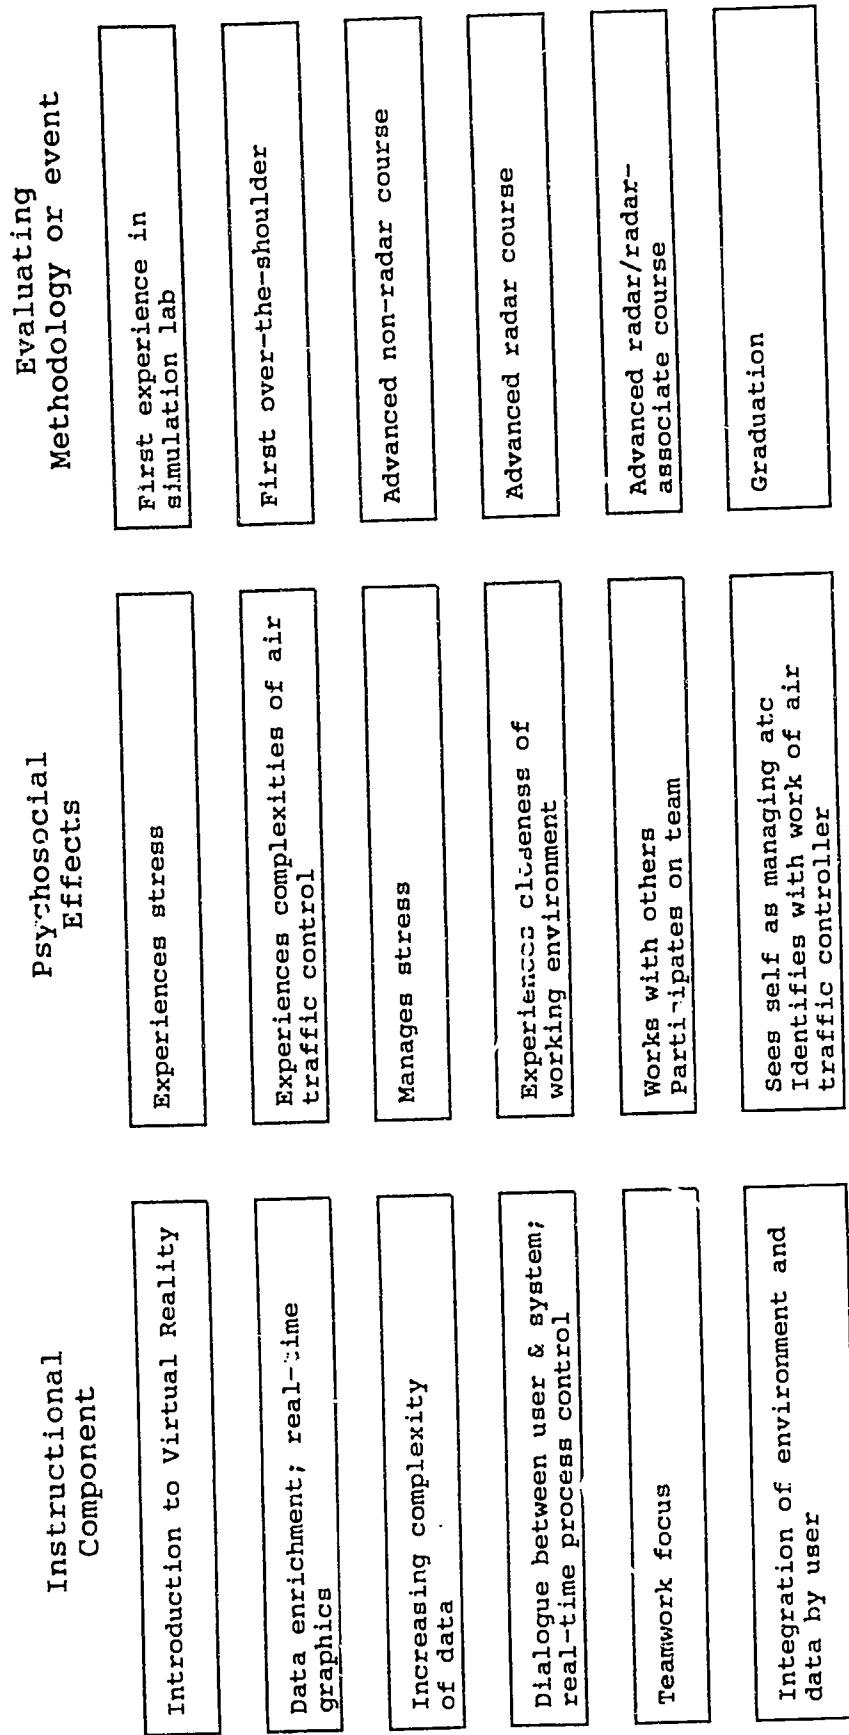 Instructional
Component
Psychosocial
Effects
Evaluating
Methodology or event
Introduction to Virtual Reality
Experiences stress
First experience in
simulation lab
Data enrichment; real-time
graphics
Experiences complexities of air
traffic control
First over-the-shoulder
Increasing complexity
of data
Manages stress
Advanced non-radar course
Dialogue between user & system;
real-time process control
Experiences closeness of
working environment
Advanced radar course
Teamwork focus
Works with others
Participates on team
Advanced radar/radar-
associate course
Integration of environment and
data by user
Sees self as managing atc
Identifies with work of air
traffic controller
Graduation